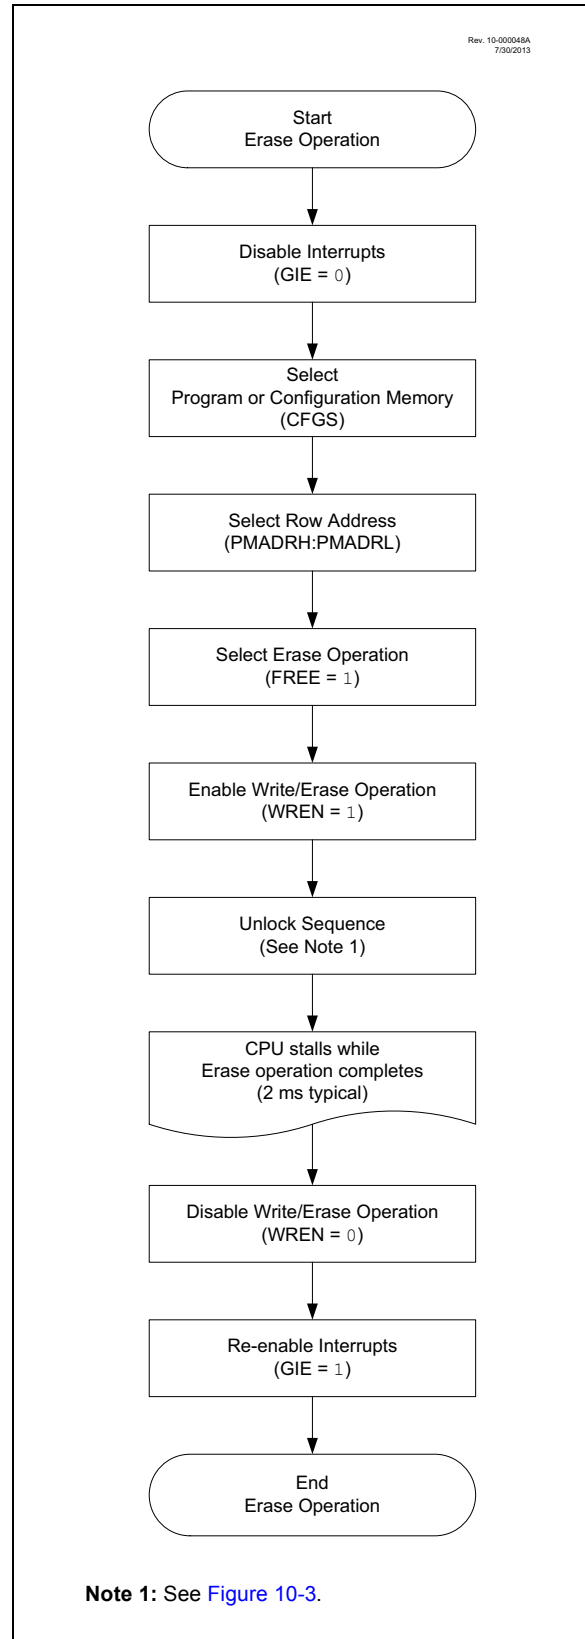 Rev. 10-000048A
7/30/2013
Start
Erase Operation
Disable Interrupts
(GIE = 0)
Select
Program or Configuration Memory
(CFGS)
Select Row Address
(PMADRH:PMADRL)
Select Erase Operation
(FREE = 1)
Enable Write/Erase Operation
(WREN = 1)
Unlock Sequence
(See Note 1)
CPU stalls while
Erase operation completes
(2 ms typical)
Disable Write/Erase Operation
(WREN = 0)
Re-enable Interrupts
(GIE = 1)
End
Erase Operation
Note 1: See Figure 10-3.